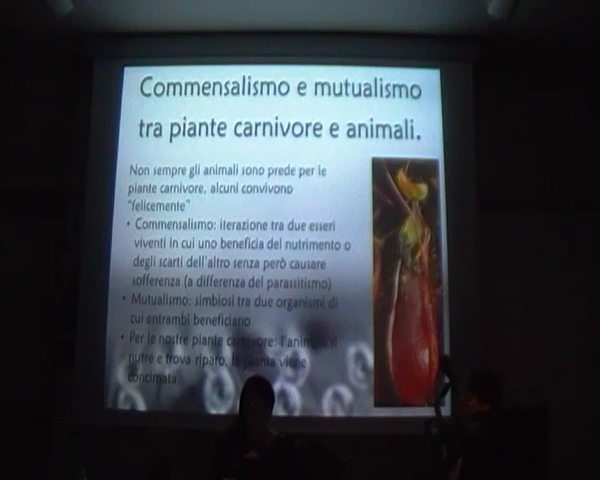 Commensalismo e mutualismo
tra piante carnivore e animali.
Non sempre gli animali sono prede per le
piante carnivore, alcuni convivono
"felicemente"
• Commensalismo: iterazione tra due esseri
viventi in cui uno beneficia del nutrimento o
degli scarti dell'altro senza però causare
sofferenza (a differenza del parassitismo)
• Mutualismo: simbiosi tra due organismi di
cui entrambi beneficiano
• Per le nostre piante carnivore: l'animale si
nutre e trova riparo, la pianta viene
concimata.